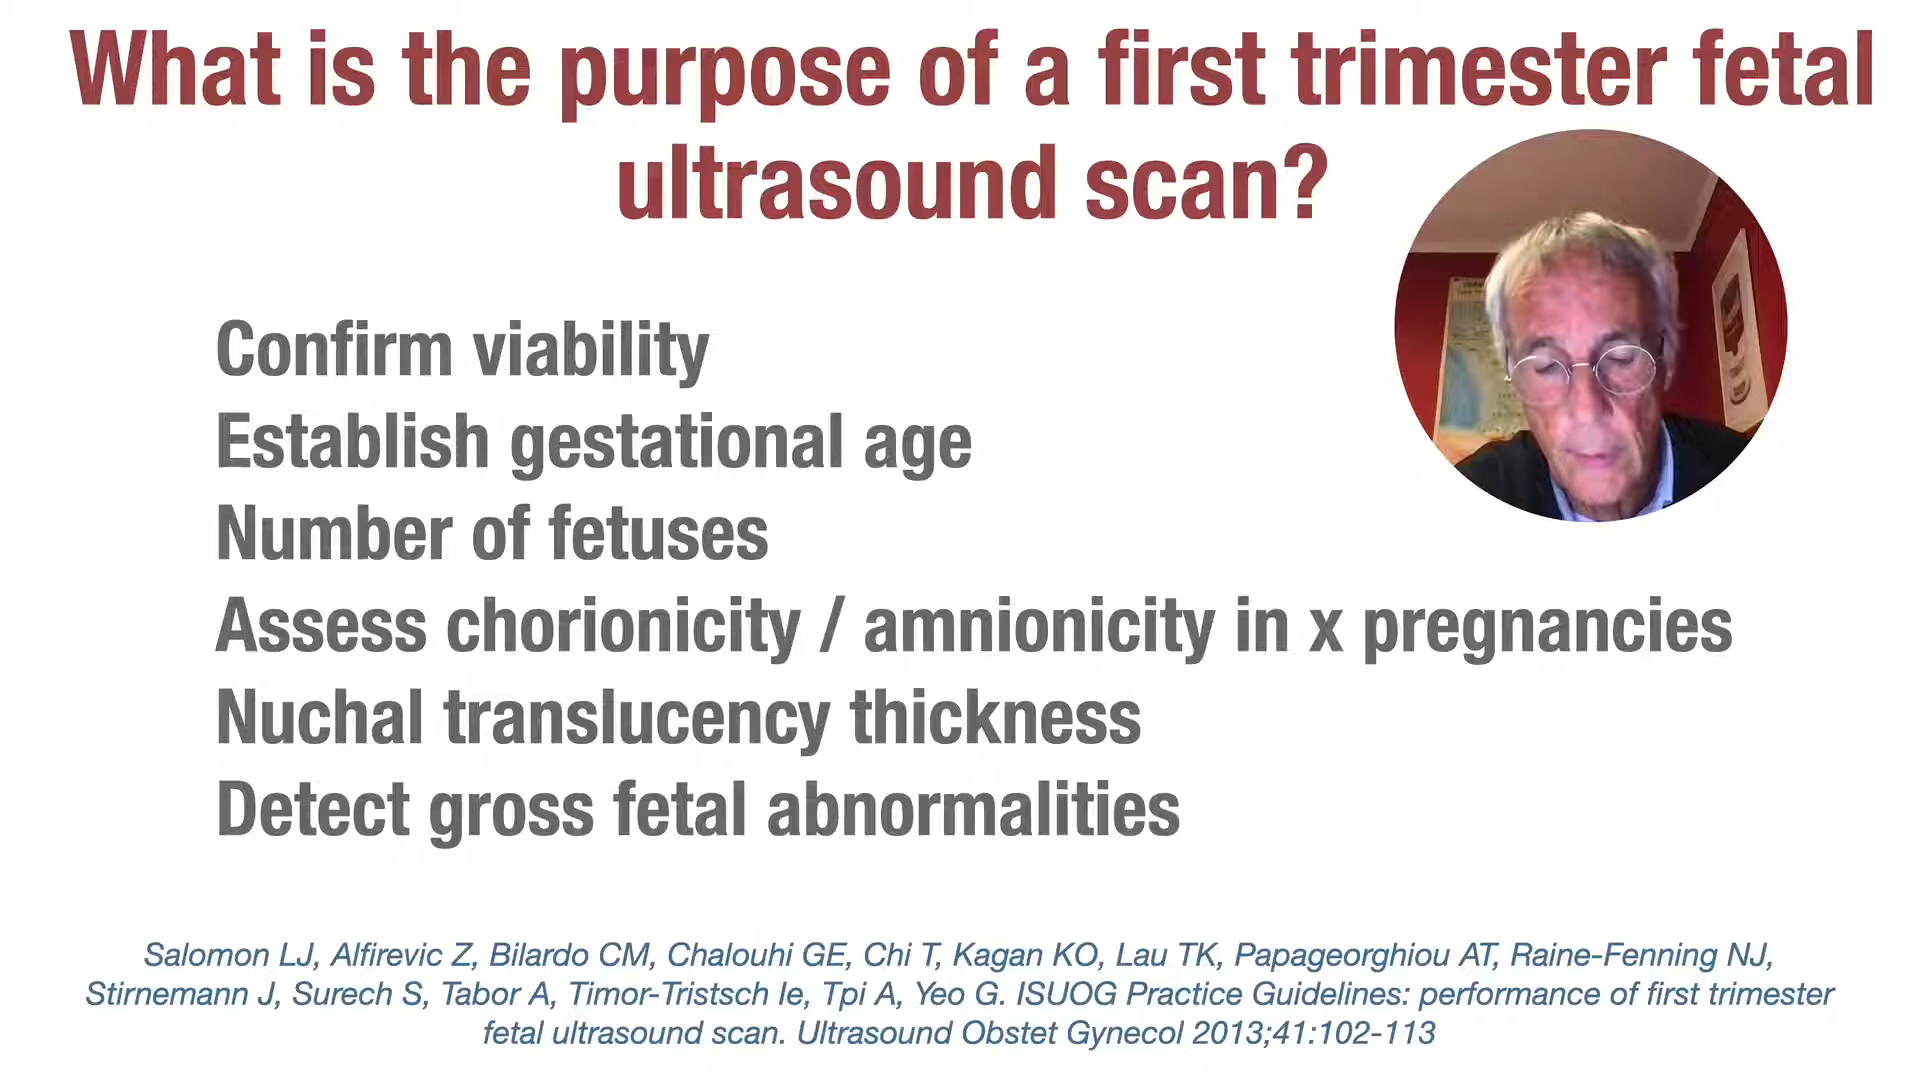 What is the purpose of a first trimester fetal
ultrasound scan?
Confirm viability
Establish gestational age
Number of fetuses
Assess chorionicity / amnionicity in x pregnancies
Nuchal translucency thickness
Detect gross fetal abnormalities
Salomon LJ, Alfirevic Z, Bilardo CM, Chalouhi GE, Chi T, Kagan KO, Lau TK, Papageorghiou AT, Raine-Fenning NJ,
Stirnemann J, Surech S, Tabor A, Timor-Tristsch Ie, Tpi A, Yeo G. ISUOG Practice Guidelines: performance of first trimester
fetal ultrasound scan. Ultrasound Obstet Gynecol 2013;41:102-113